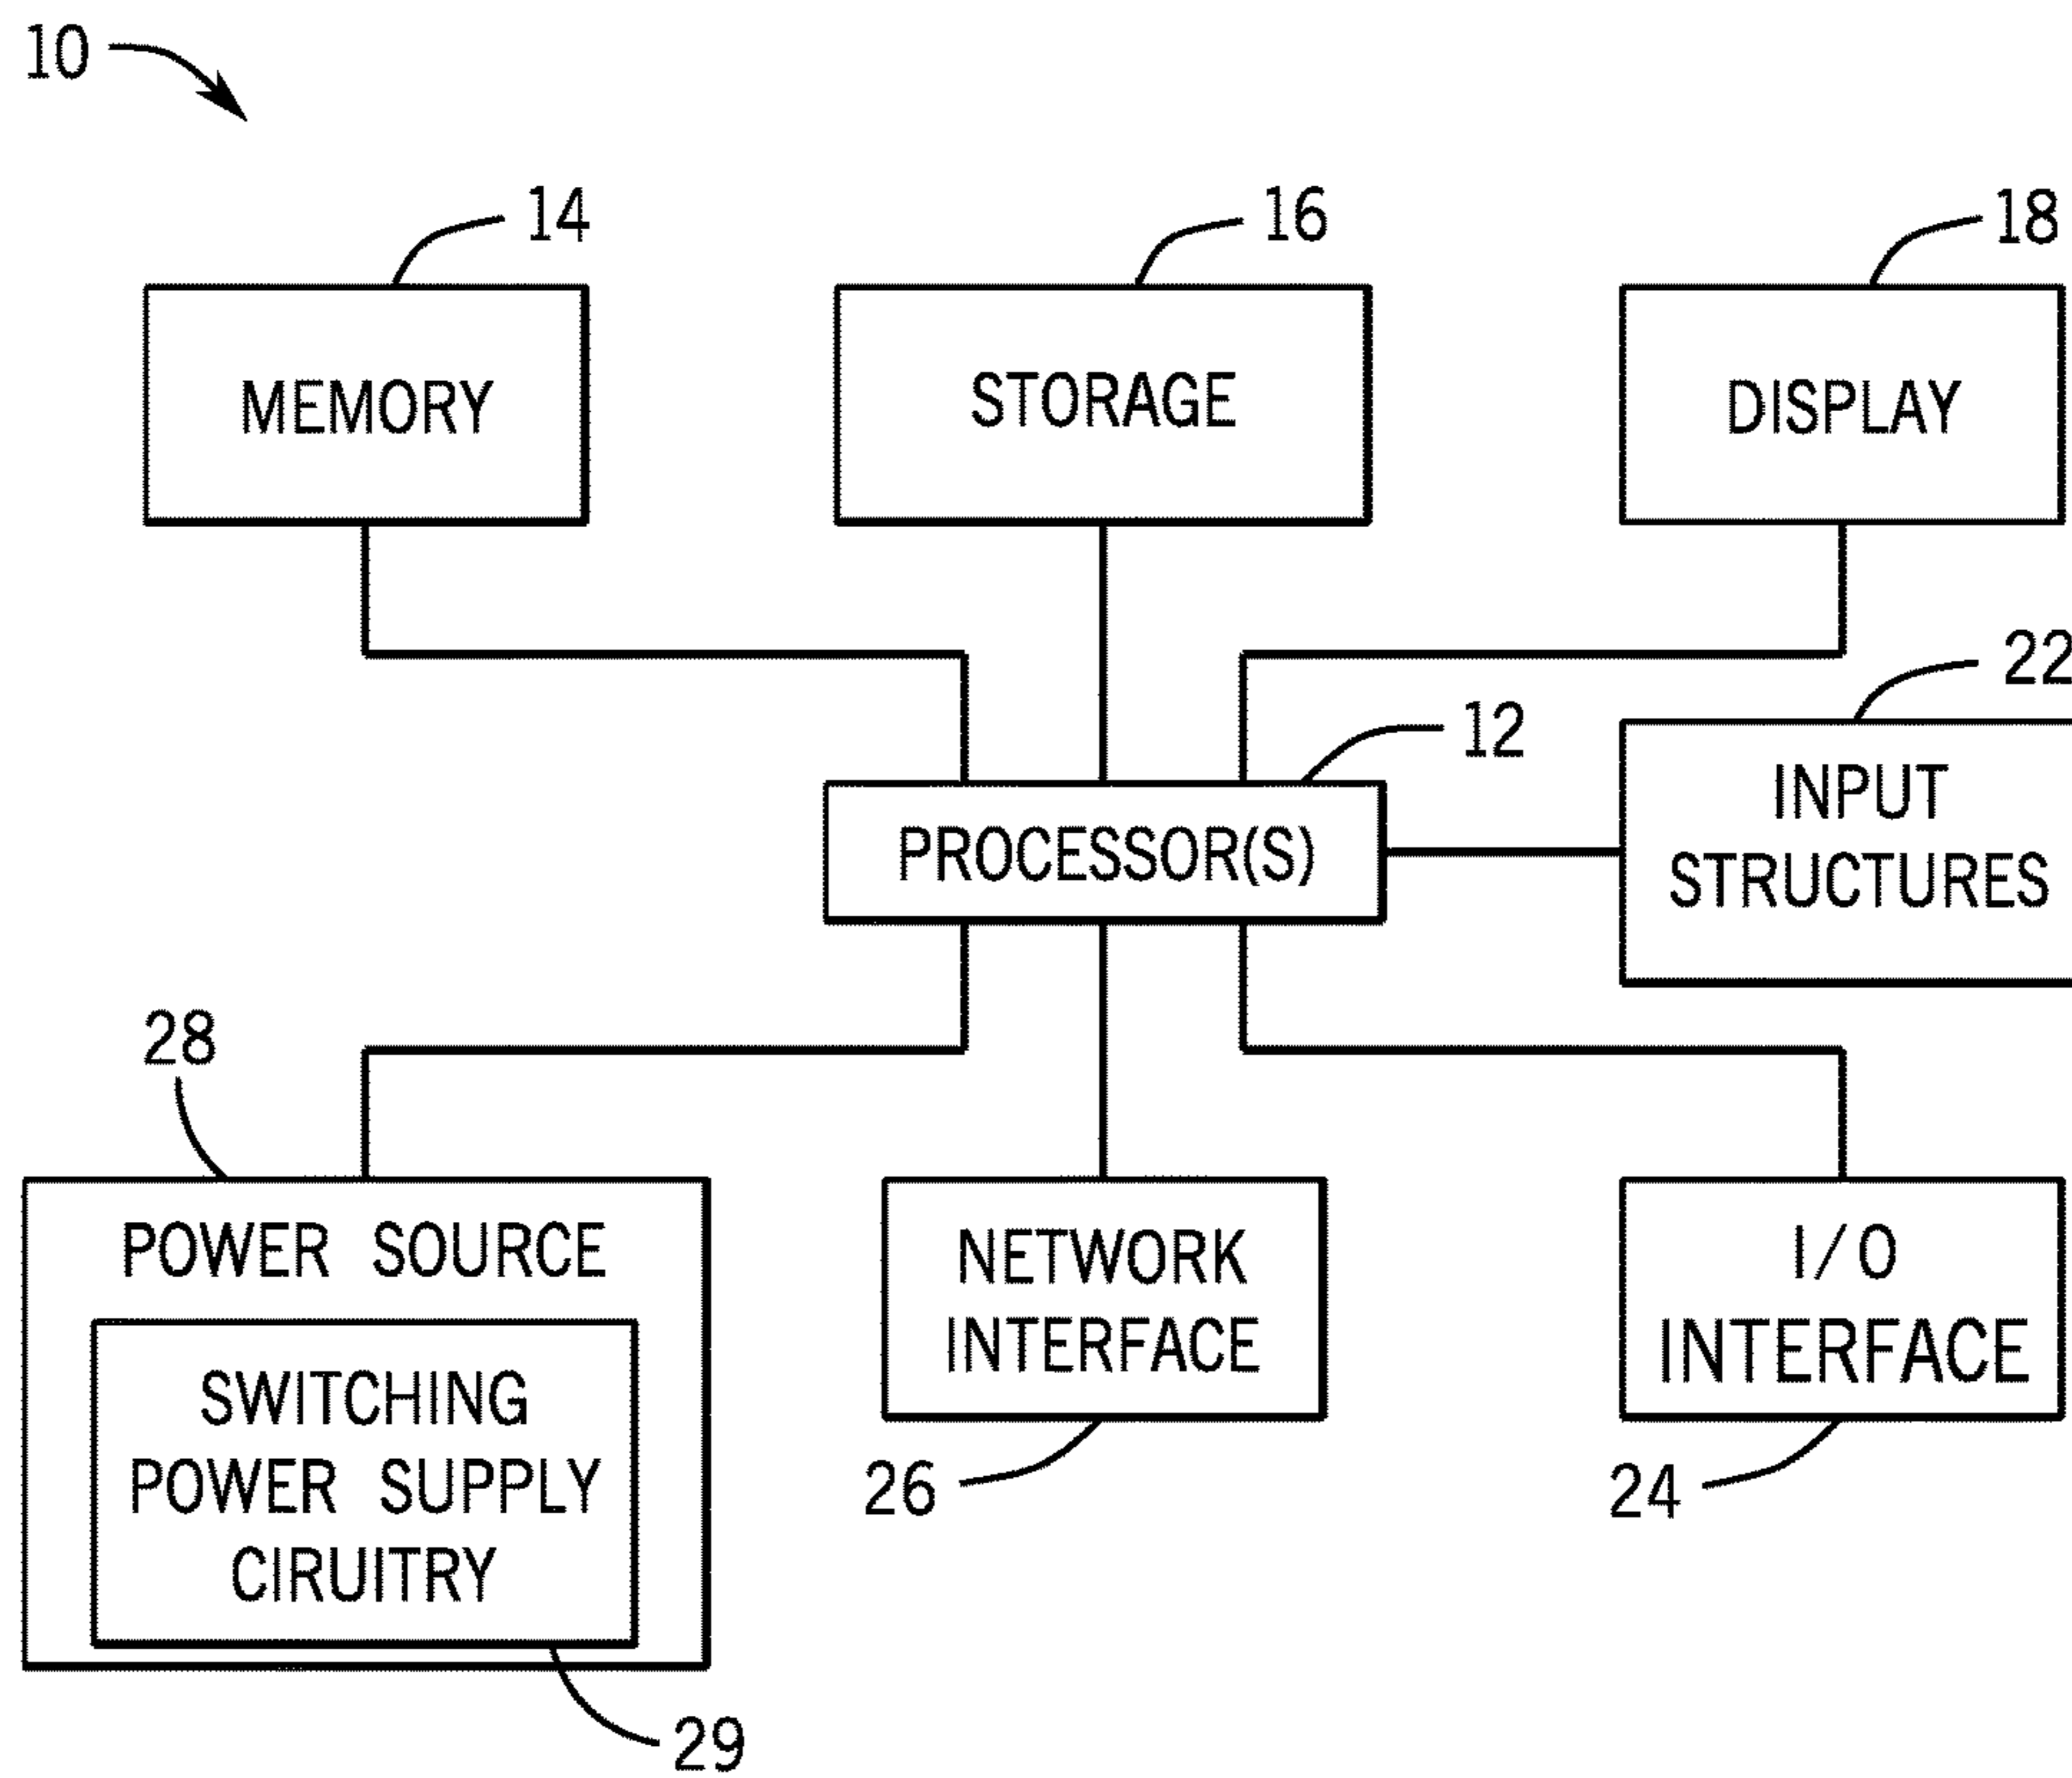 10
14
16
18
MEMORY
STORAGE
DISPLAY
22
12
INPUT
STRUCTURES
PROCESSOR(S)
28
POWER SOURCE
SWITCHING
POWER SUPPLY
CIRUITRY
29
NETWORK
INTERFACE
26
I/O
INTERFACE
24